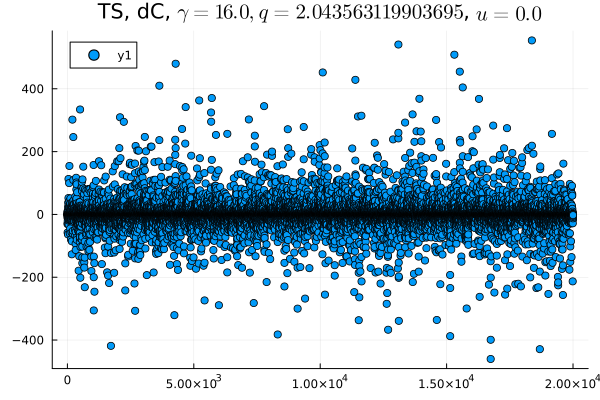 TS, dC, γ = 16.0, q = 2.043563119903695, u = 0.0
y1
400
200
0
−200
−400
0 5.00×10³ 1.00×10⁴ 1.50×10⁴ 2.00×10⁴